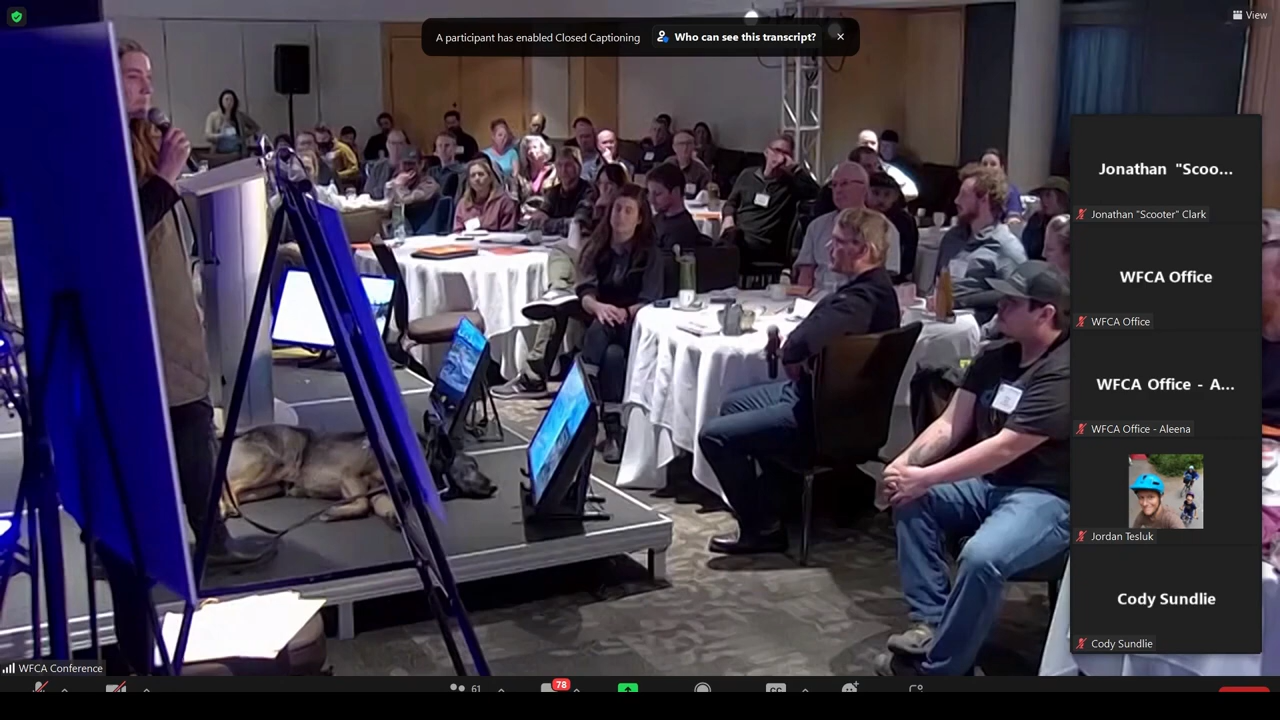 A participant has enabled Closed Captioning
Who can see this transcript?
View
Jonathan "Scoo...
Jonathan "Scooter" Clark
WFCA Office
WFCA Office
WFCA Office - A...
WFCA Office - Aleena
Jordan Tesluk
Cody Sundlie
Cody Sundlie
WFCA Conference
61
78
CC